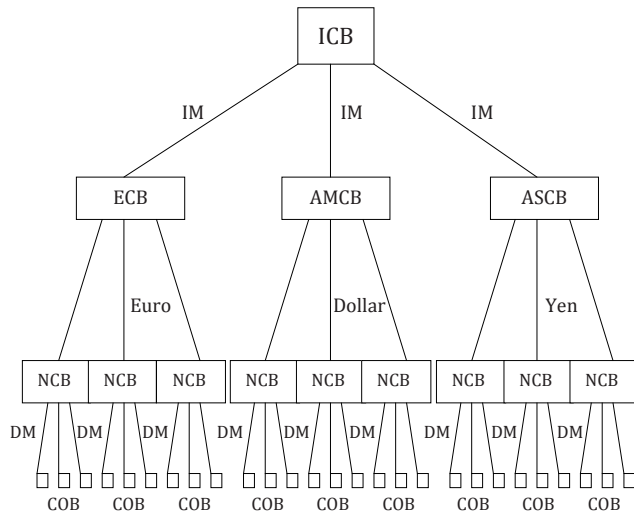 ICB
IM IM IM
ECB AMCB ASCB
Euro Dollar Yen
NCB NCB NCB NCB NCB NCB NCB NCB NCB
DM DM DM DM DM DM DM DM DM
COB COB COB COB COB COB COB COB COB